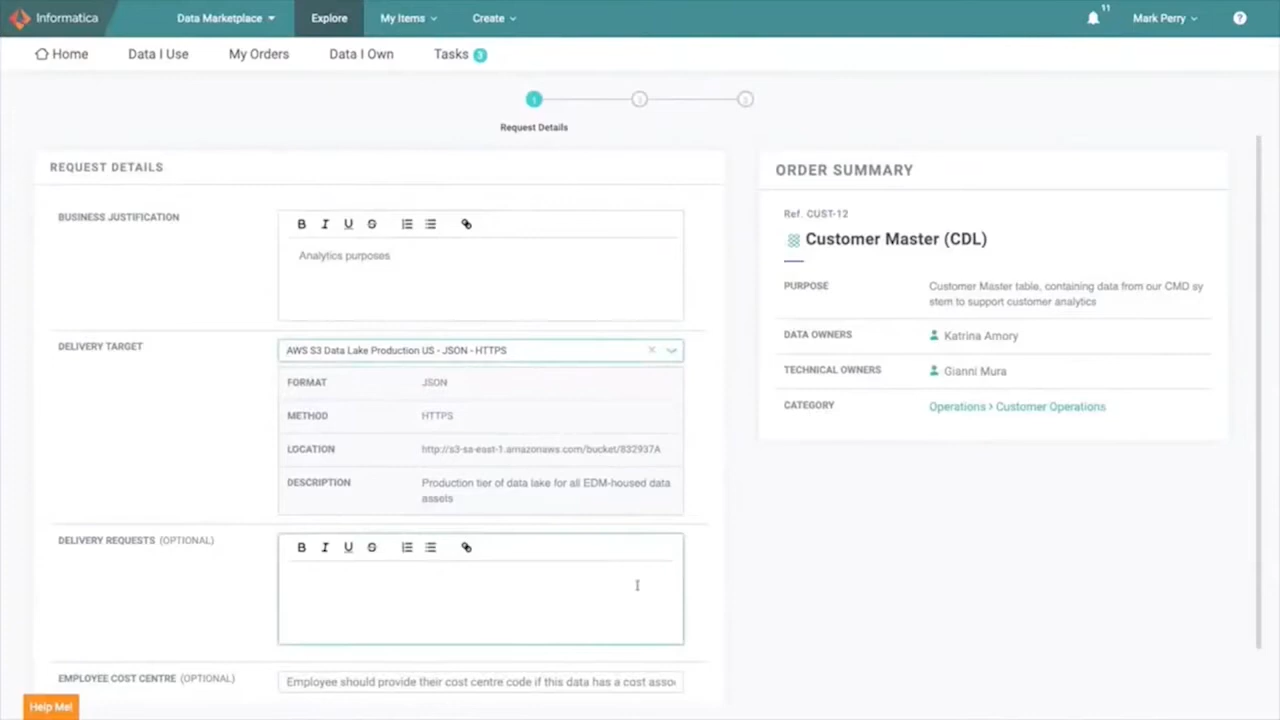 Informatica
Data Marketplace
Explore
My Items
Create
11
Mark Perry
?
Home
Data I Use
My Orders
Data I Own
Tasks 3
1
2
3
Request Details
REQUEST DETAILS
BUSINESS JUSTIFICATION
B I U S
Analytics purposes
DELIVERY TARGET
AWS S3 Data Lake Production US - JSON - HTTPS
FORMAT
JSON
METHOD
HTTPS
LOCATION
http://s3-sa-east-1.amazonaws.com/bucket/832937A
DESCRIPTION
Production tier of data lake for all EDM-housed data
assets
DELIVERY REQUESTS (OPTIONAL)
B I U S
EMPLOYEE COST CENTRE (OPTIONAL)
Employee should provide their cost centre code if this data has a cost asso
Help Me!
ORDER SUMMARY
Ref. CUST-12
Customer Master (CDL)
PURPOSE
Customer Master table, containing data from our CMD sy
stem to support customer analytics
DATA OWNERS
Katrina Amory
TECHNICAL OWNERS
Gianni Mura
CATEGORY
Operations > Customer Operations